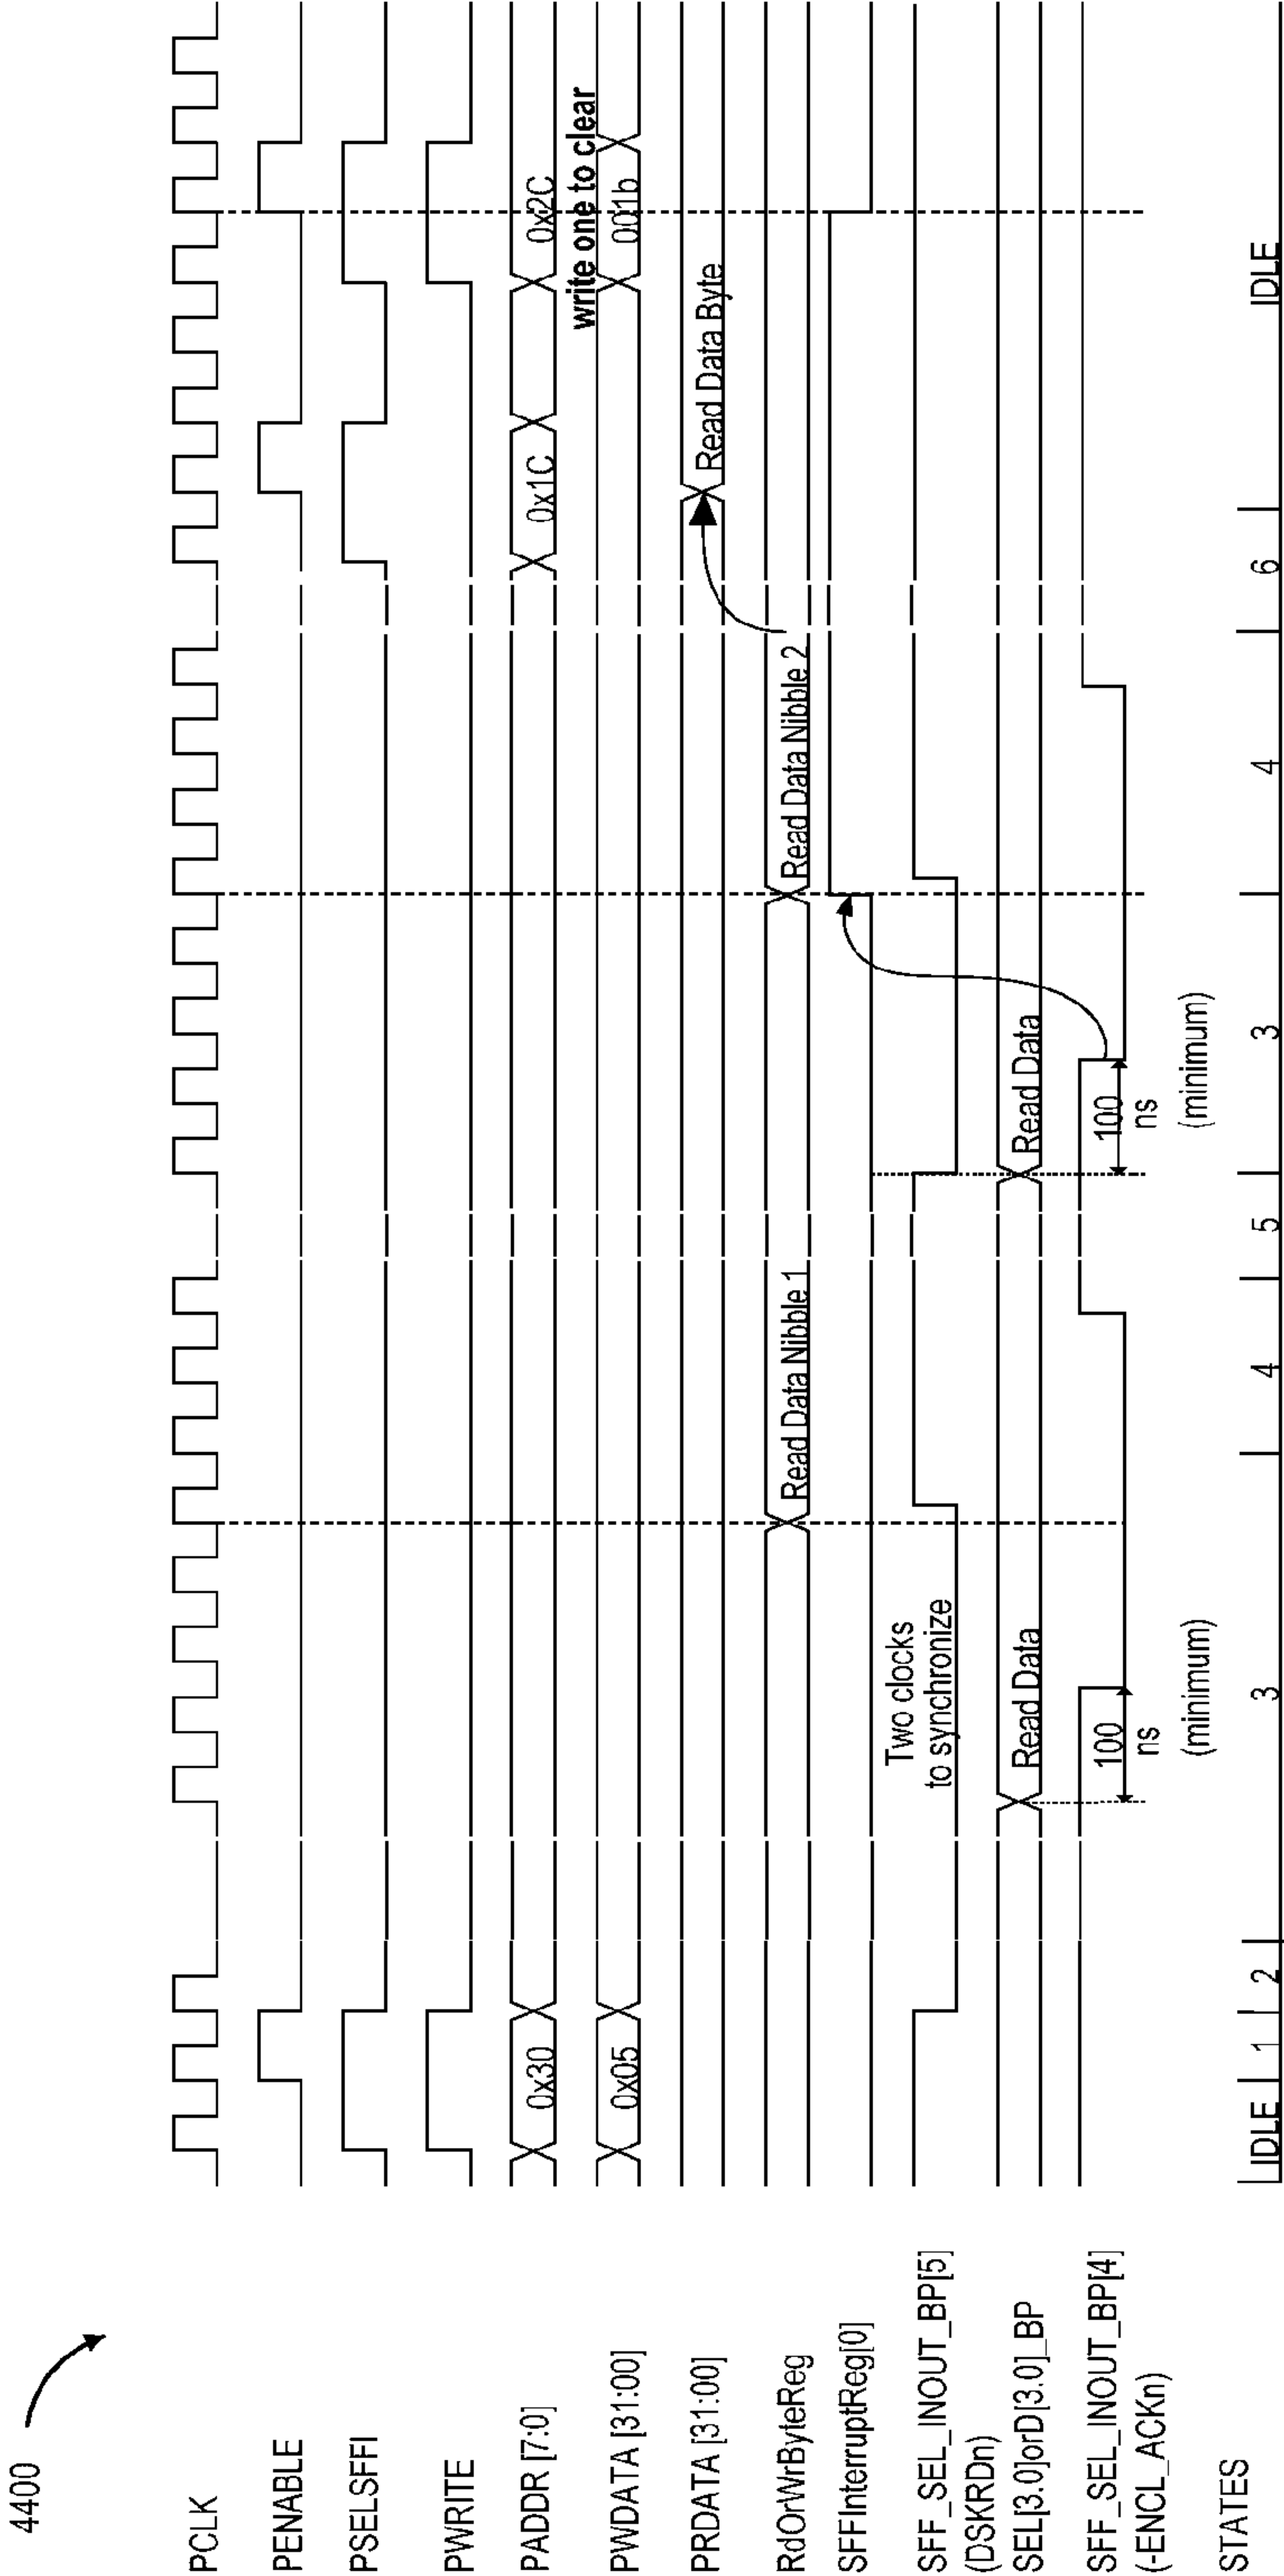 4400
PCLK
PENABLE
PSELSFFI
PWRITE
PADDR [7:0]
0x30
0x1C
0x2C
write one to clear
PWDATA [31:00]
0x05
001b
PRDATA [31:00]
Read Data Byte
RdOrWrByteReg
Read Data Nibble 1
Read Data Nibble 2
SFFInterruptReg[0]
SFF_SEL_INOUT_BP[5]
(DSKRDn)
Two clocks
to synchronize
SEL[3.0]orD[3.0]_BP
Read Data
Read Data
SFF_SEL_INOUT_BP[4]
(-ENCL_ACKn)
100
ns
(minimum)
100
ns
(minimum)
STATES
IDLE 1 2 3 4 5 3 4 6 IDLE